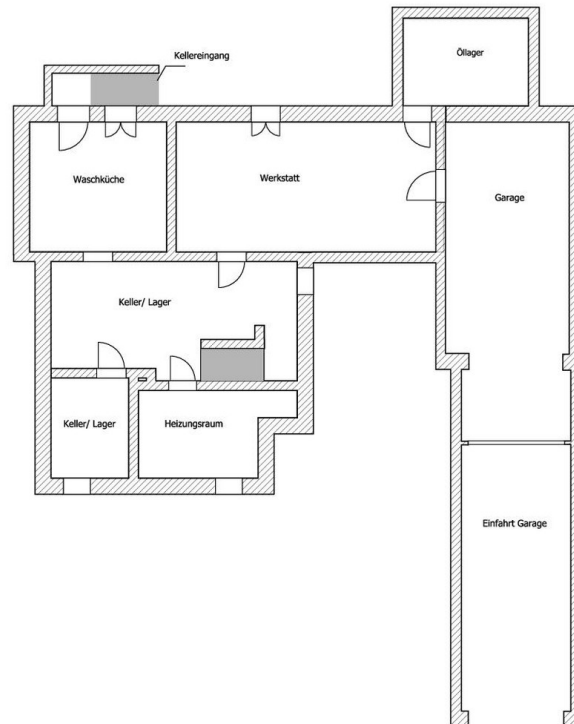 Öllager
Kellereingang
Waschküche
Werkstatt
Garage
Keller/ Lager
Keller/ Lager
Heizungsraum
Einfahrt Garage